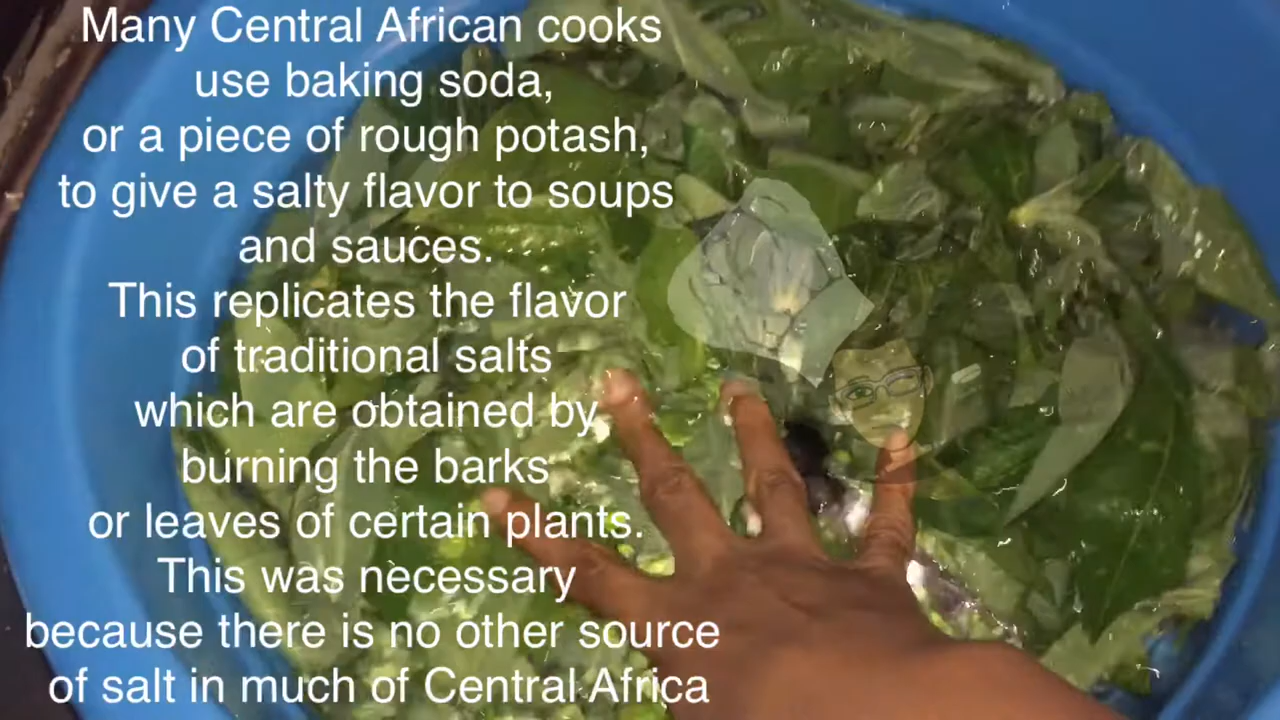 Many Central African cooks
use baking soda,
or a piece of rough potash,
to give a salty flavor to soups
and sauces.
This replicates the flavor
of traditional salts
which are obtained by
burning the barks
or leaves of certain plants.
This was necessary
because there is no other source
of salt in much of Central Africa